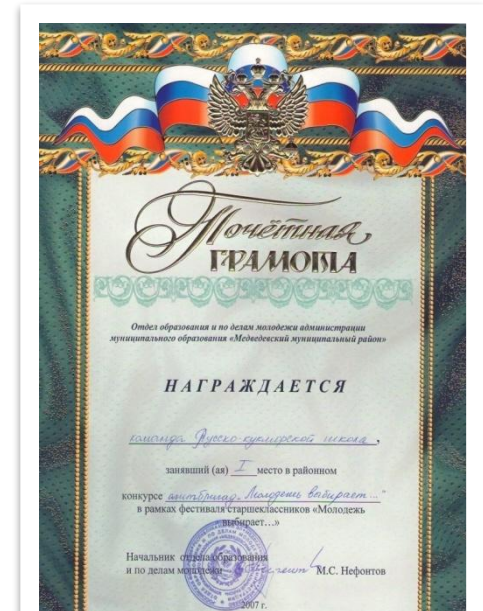 Почётная
ГРАМОТА
Отдел образования и по делам молодежи администрации
муниципального образования «Медведевский муниципальный район»
НАГРАЖДАЕТСЯ
команда Русско-кукморской школы,
занявший (ая) I место в районном
конкурсе агитбригад „Молодежь выбирает..."
в рамках фестиваля старшеклассников «Молодежь
выбирает…»
Начальник отдела образования
и по делам молодежи М.С. Нефонтов
2007 г.